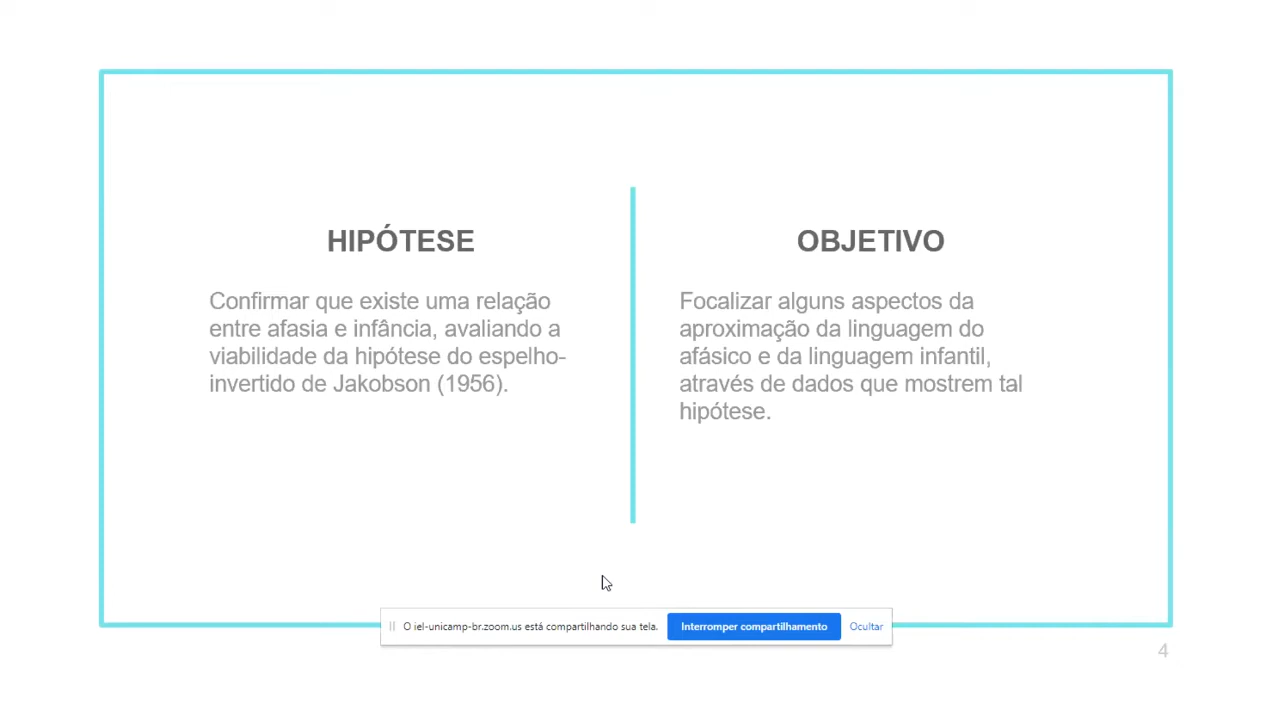 HIPÓTESE
Confirmar que existe uma relação
entre afasia e infância, avaliando a
viabilidade da hipótese do espelho-
invertido de Jakobson (1956).
OBJETIVO
Focalizar alguns aspectos da
aproximação da linguagem do
afásico e da linguagem infantil,
através de dados que mostrem tal
hipótese.
O iel-unicamp-br.zoom.us está compartilhando sua tela. Interromper compartilhamento Ocultar
4